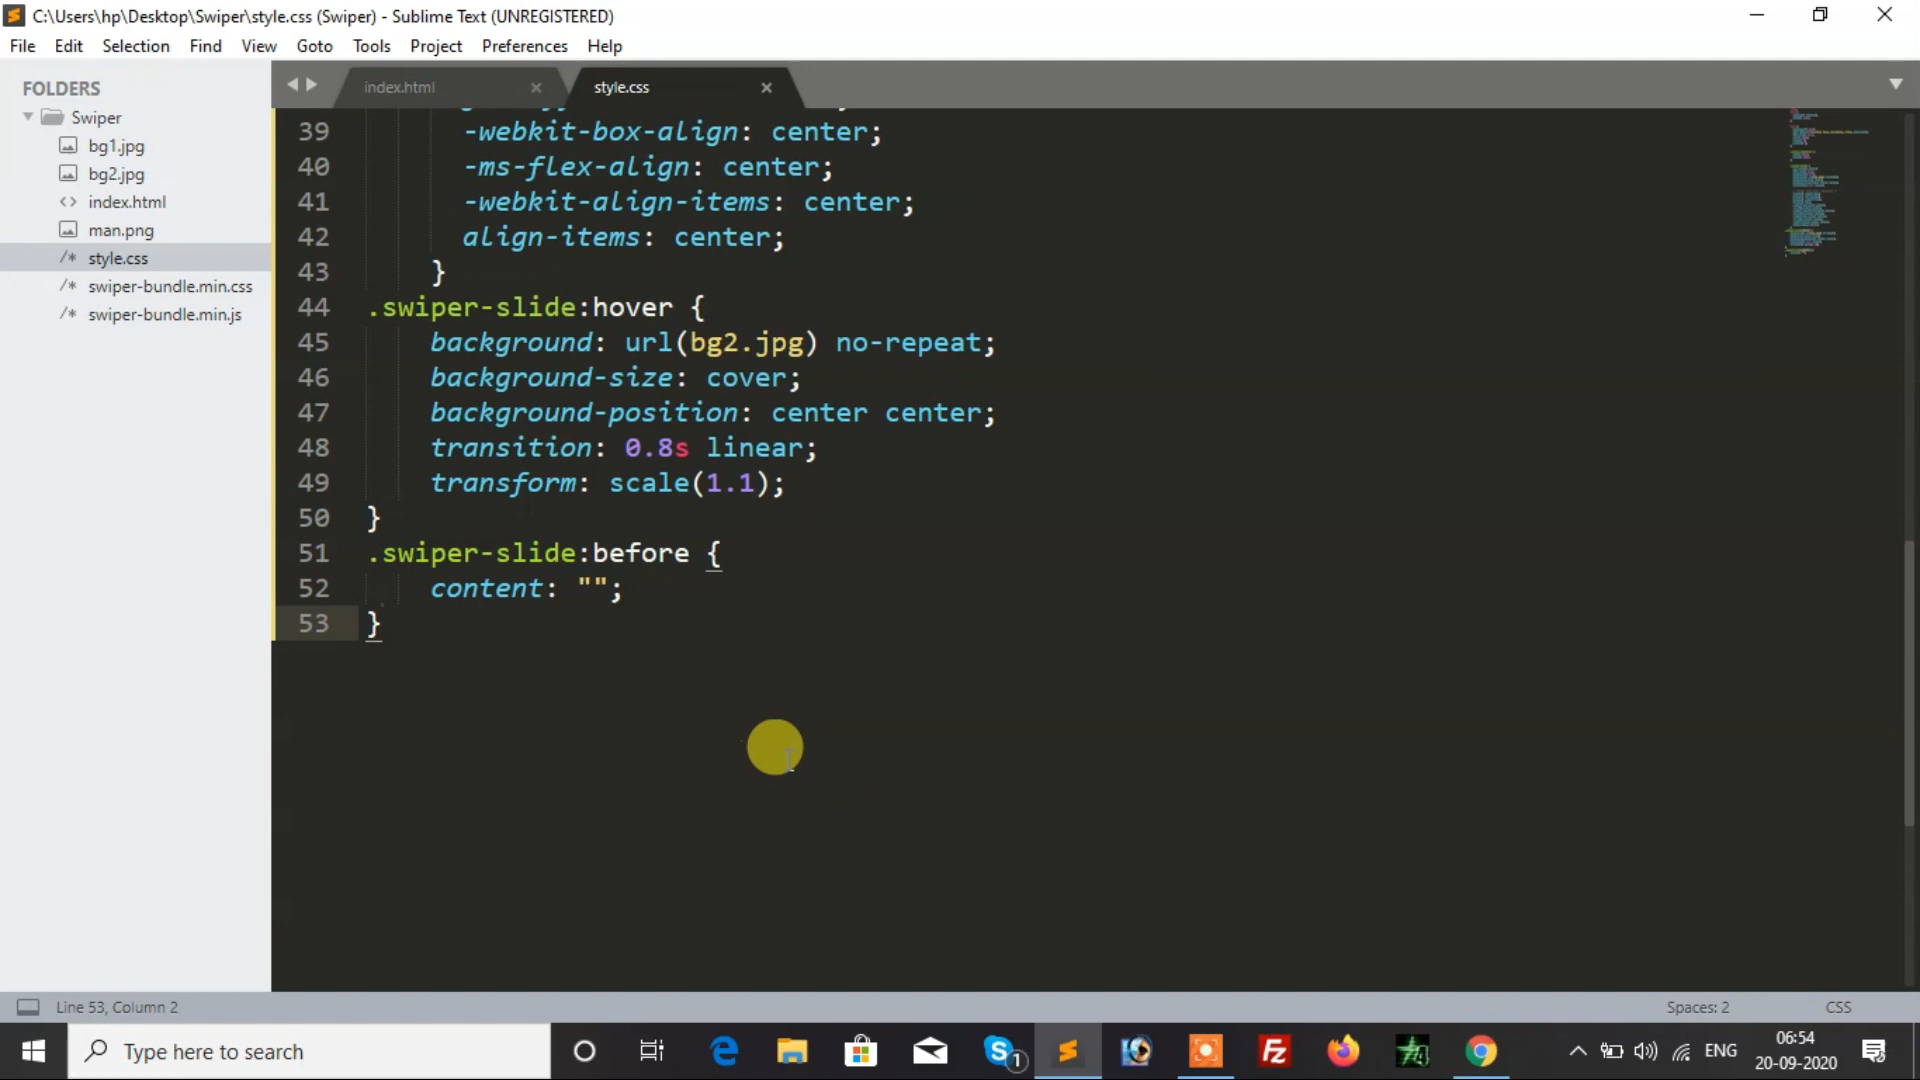 C:\Users\hp\Desktop\Swiper\style.css (Swiper) - Sublime Text (UNREGISTERED)
File Edit Selection Find View Goto Tools Project Preferences Help
FOLDERS
Swiper
bg1.jpg
bg2.jpg
<> index.html
man.png
/* style.css
/* swiper-bundle.min.css
/* swiper-bundle.min.js
index.html style.css
39 -webkit-box-align: center;
40 -ms-flex-align: center;
41 -webkit-align-items: center;
42 align-items: center;
43 }
44 .swiper-slide:hover {
45 background: url(bg2.jpg) no-repeat;
46 background-size: cover;
47 background-position: center center;
48 transition: 0.8s linear;
49 transform: scale(1.1);
50 }
51 .swiper-slide:before {
52 content: "";
53 }
Line 53, Column 2 Spaces: 2 CSS
Type here to search
1
ENG
06:54
20-09-2020